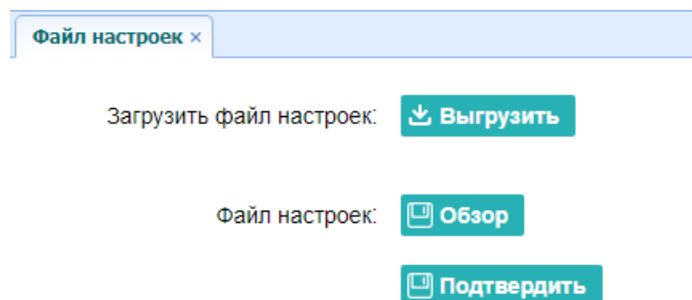 Файл настроек ×
Загрузить файл настроек: Выгрузить
Файл настроек: Обзор
Подтвердить